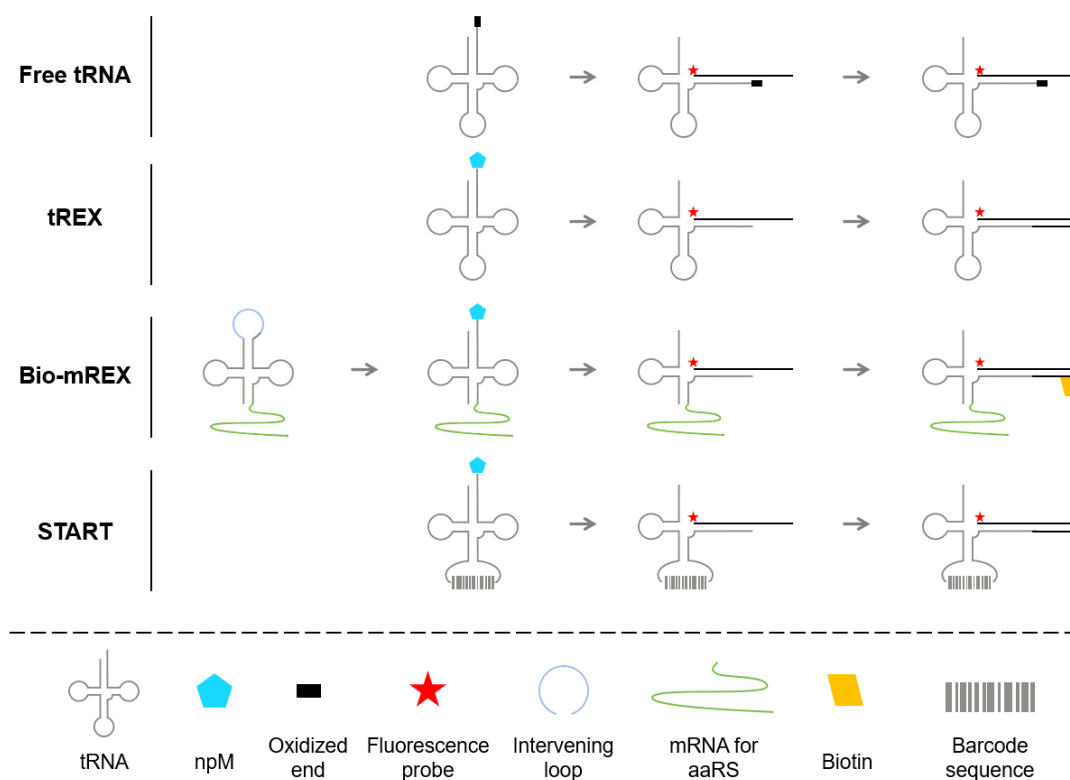 Free tRNA
tREX
Bio-mREX
START
tRNA
npM
Oxidized
end
Fluorescence
probe
Intervening
loop
mRNA for
aaRS
Biotin
Barcode
sequence